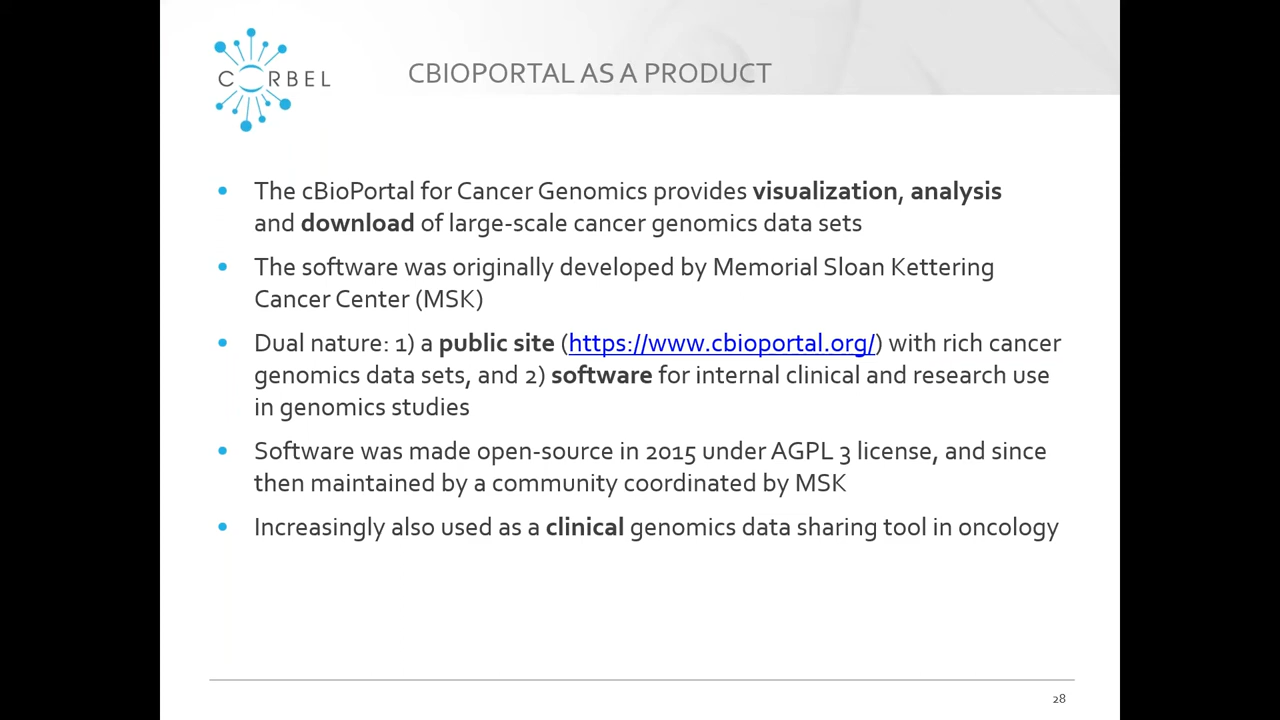 CORBEL
CBIOPORTAL AS A PRODUCT
• The cBioPortal for Cancer Genomics provides visualization, analysis
and download of large-scale cancer genomics data sets
• The software was originally developed by Memorial Sloan Kettering
Cancer Center (MSK)
• Dual nature: 1) a public site (https://www.cbioportal.org/) with rich cancer
genomics data sets, and 2) software for internal clinical and research use
in genomics studies
• Software was made open-source in 2015 under AGPL 3 license, and since
then maintained by a community coordinated by MSK
• Increasingly also used as a clinical genomics data sharing tool in oncology
28